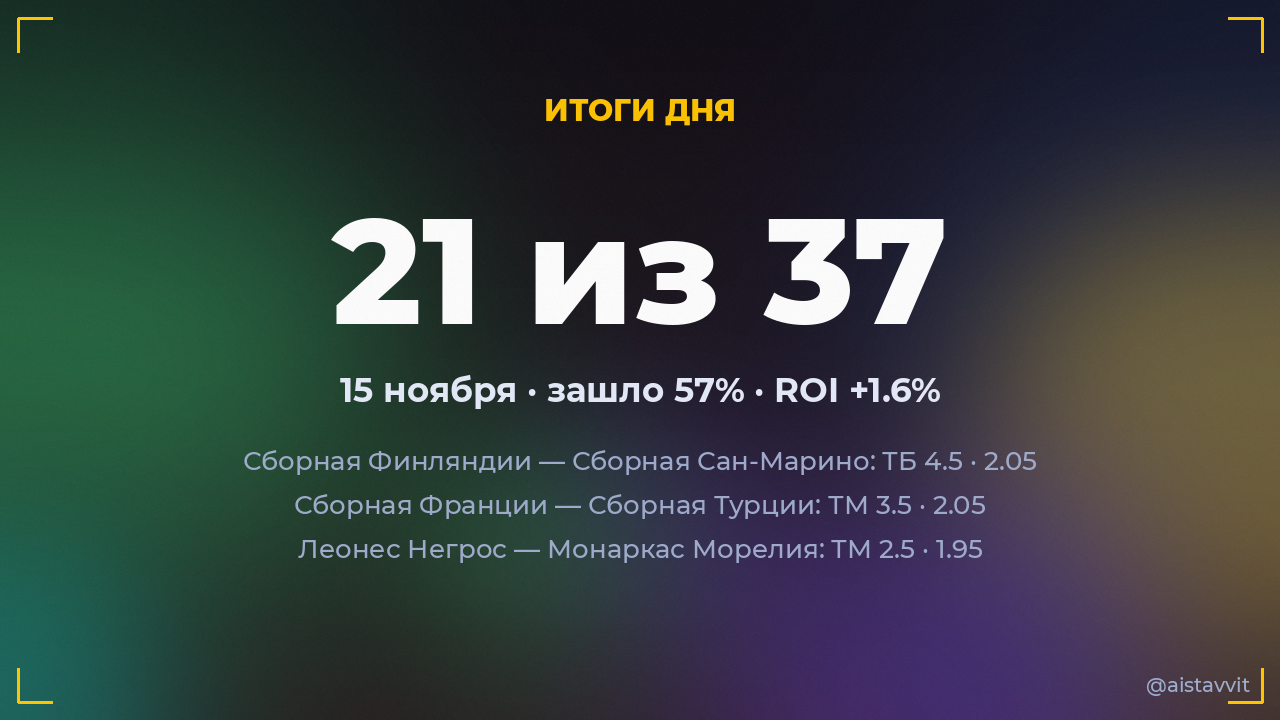 ИТОГИ ДНЯ
21 из 37
15 ноября · зашло 57% · ROI +1.6%
Сборная Финляндии — Сборная Сан-Марино: ТБ 4.5 · 2.05
Сборная Франции — Сборная Турции: ТМ 3.5 · 2.05
Леонес Негрос — Монаркас Морелия: ТМ 2.5 · 1.95
@aistavvit